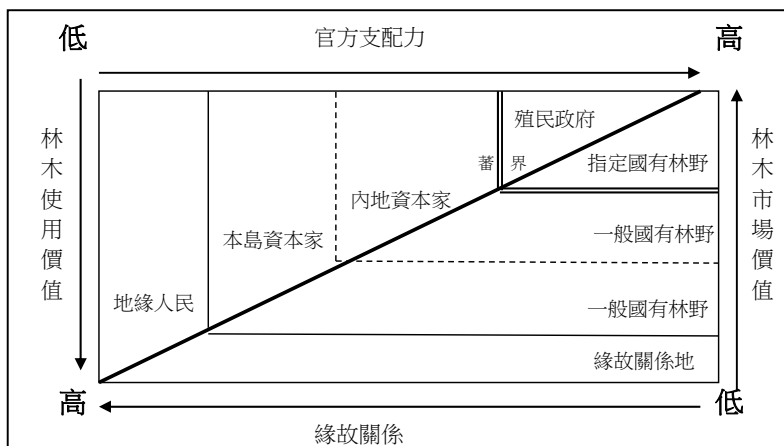 低
官方支配力
高
林木使用價值
殖民政府
蕃界
指定國有林野
內地資本家
本島資本家
一般國有林野
地緣人民
一般國有林野
緣故關係地
林木市場價值
高
低
緣故關係